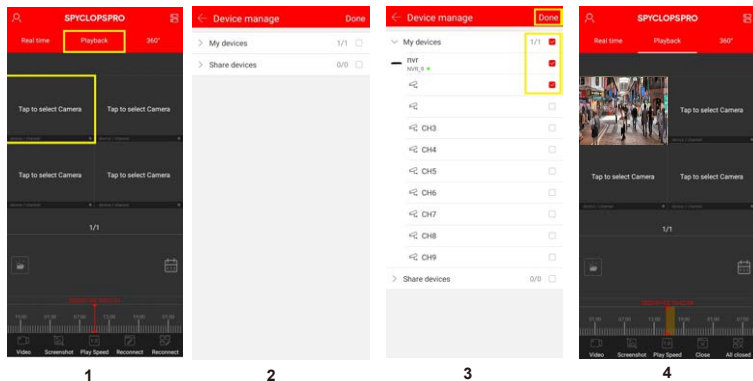 SPYCLOPSPRO
Real time Playback 360°
Tap to select Camera Tap to select Camera
Tap to select Camera Tap to select Camera
1/1
Video Screenshot Play Speed Reconnect Reconnect
1
Device manage Done
My devices 1/1
Share devices 0/0
2
Device manage Done
My devices 1/1
nvr
NVR_9
CH3
CH4
CH5
CH6
CH7
CH8
CH9
Share devices 0/0
3
SPYCLOPSPRO
Real time Playback 360°
Tap to select Camera
Tap to select Camera Tap to select Camera
1/1
Video Screenshot Play Speed Close All closed
4